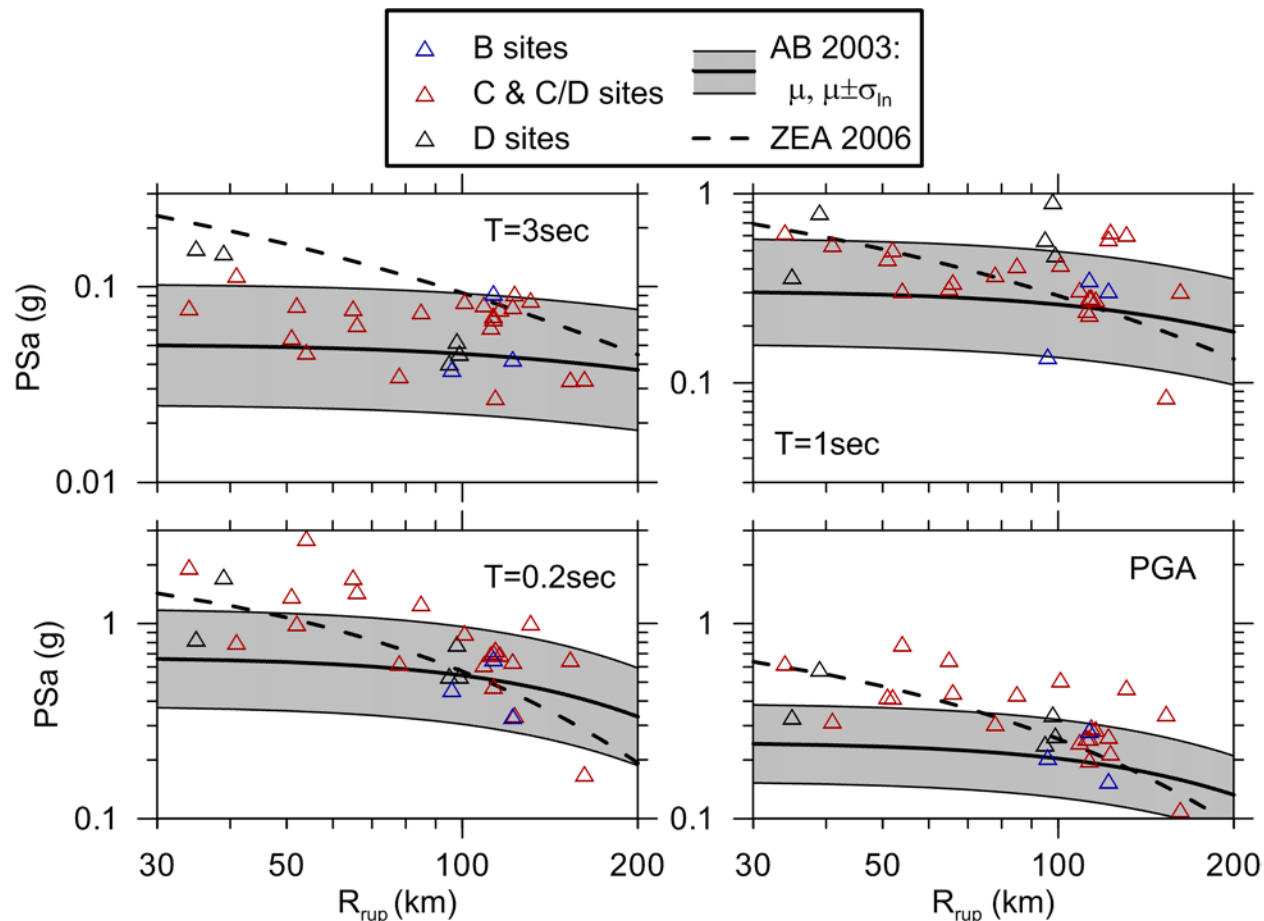 B sites
C & C/D sites
D sites
AB 2003:
μ, μ±σln
ZEA 2006
0.3
T=3sec
0.1
0.01
PSa (g)
1
0.1
T=1sec
T=0.2sec
1
0.1
PSa (g)
30 50 100 200
Rrup (km)
PGA
1
0.1
30 50 100 200
Rrup (km)